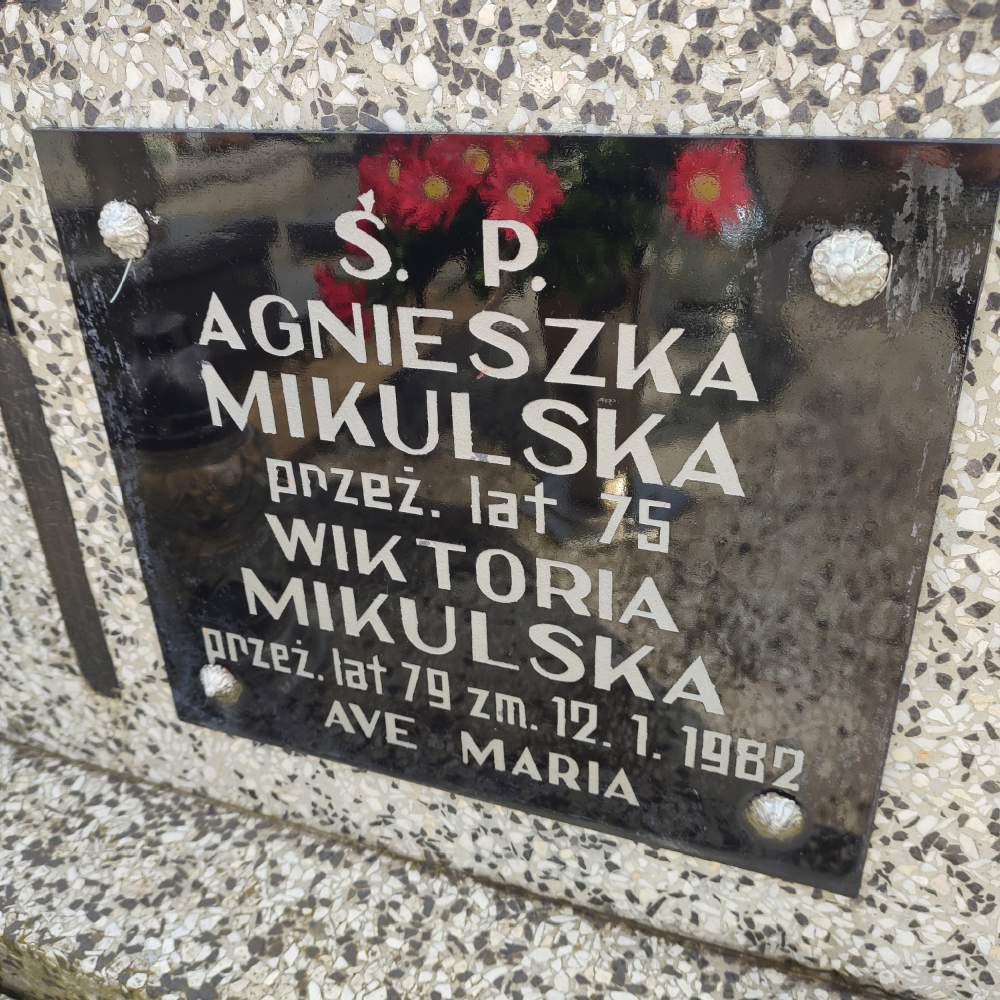 Ś. P.
AGNIESZKA
MIKULSKA
przeż. lat 75
WIKTORIA
MIKULSKA
przeż. lat 79 zm. 12. 1. 1982
AVE MARIA